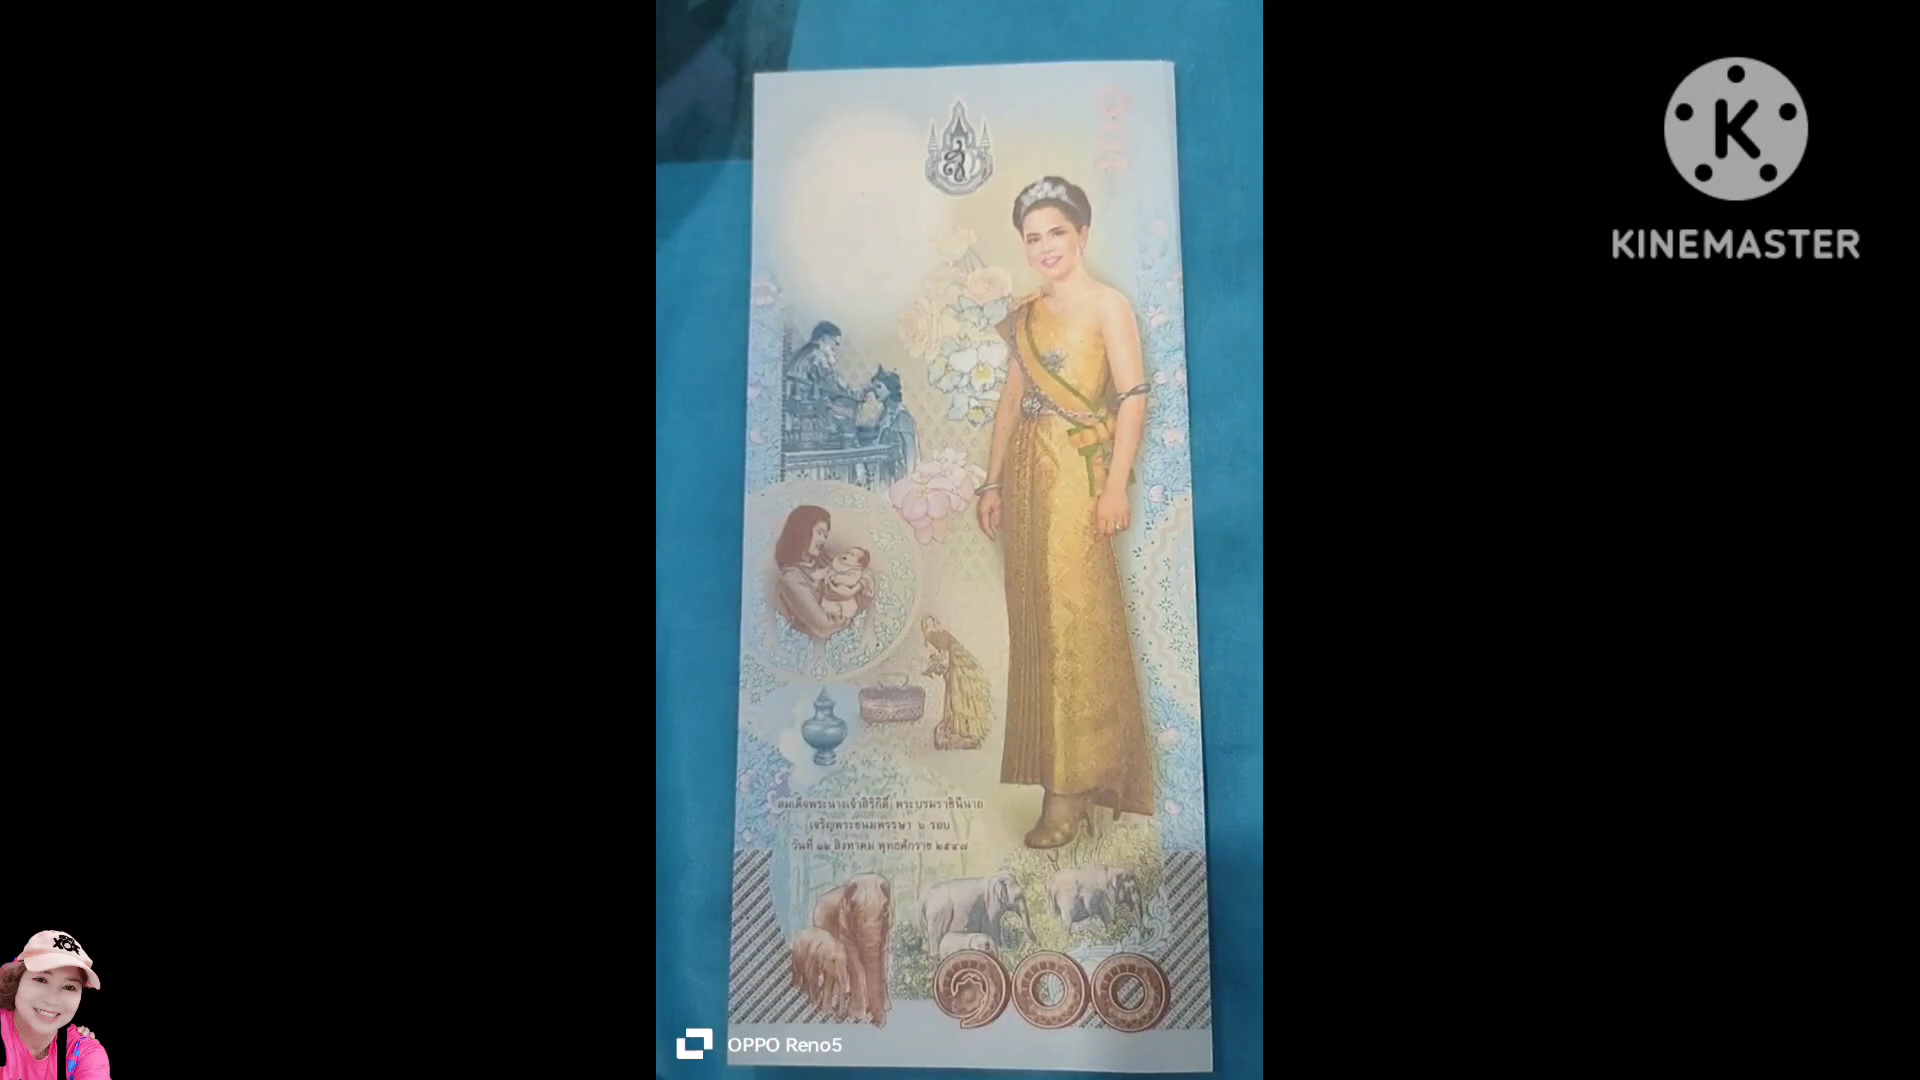 KINEMASTER
สมเด็จพระนางเจ้าสิริกิติ์ พระบรมราชินีนาถ
เจริญพระชนมพรรษา ๖ รอบ
วันที่ ๑๒ สิงหาคม พุทธศักราช ๒๕๔๗
๑๐๐
OPPO Reno5